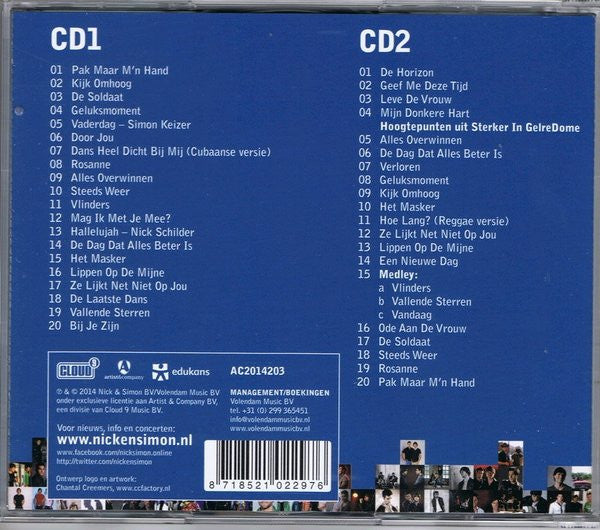 CD1
01 Pak Maar M'n Hand
02 Kijk Omhoog
03 De Soldaat
04 Geluksmoment
05 Vaderdag – Simon Keizer
06 Door Jou
07 Dans Heel Dicht Bij Mij (Cubaanse versie)
08 Rosanne
09 Alles Overwinnen
10 Steeds Weer
11 Vlinders
12 Mag Ik Met Je Mee?
13 Hallelujah – Nick Schilder
14 De Dag Dat Alles Beter Is
15 Het Masker
16 Lippen Op De Mijne
17 Ze Lijkt Net Niet Op Jou
18 De Laatste Dans
19 Vallende Sterren
20 Bij Je Zijn
CD2
01 De Horizon
02 Geef Me Deze Tijd
03 Leve De Vrouw
04 Mijn Donkere Hart
Hoogtepunten uit Sterker In GelreDome
05 Alles Overwinnen
06 De Dag Dat Alles Beter Is
07 Verloren
08 Geluksmoment
09 Kijk Omhoog
10 Het Masker
11 Hoe Lang? (Reggae versie)
12 Ze Lijkt Net Niet Op Jou
13 Lippen Op De Mijne
14 Een Nieuwe Dag
15 Medley:
a Vlinders
b Vallende Sterren
c Vandaag
16 Ode Aan De Vrouw
17 De Soldaat
18 Steeds Weer
19 Rosanne
20 Pak Maar M'n Hand
CLOUD 9
A
artist&company
edukans
AC2014203
℗ & © 2014 Nick & Simon BV/Volendam Music BV
onder exclusieve licentie aan Artist & Company BV,
een divisie van Cloud 9 Music BV.
MANAGEMENT/BOEKINGEN
Volendam Music BV
tel. +31 (0) 299 365451
info@volendammusicbv.nl
www.volendammusicbv.nl
Voor nieuws, info en concerten:
www.nickensimon.nl
www.facebook.com/nicksimon.online
http://twitter.com/nickensimon
Ontwerp logo en artwork:
Chantal Creemers, www.ccfactory.nl
8 718521 022976